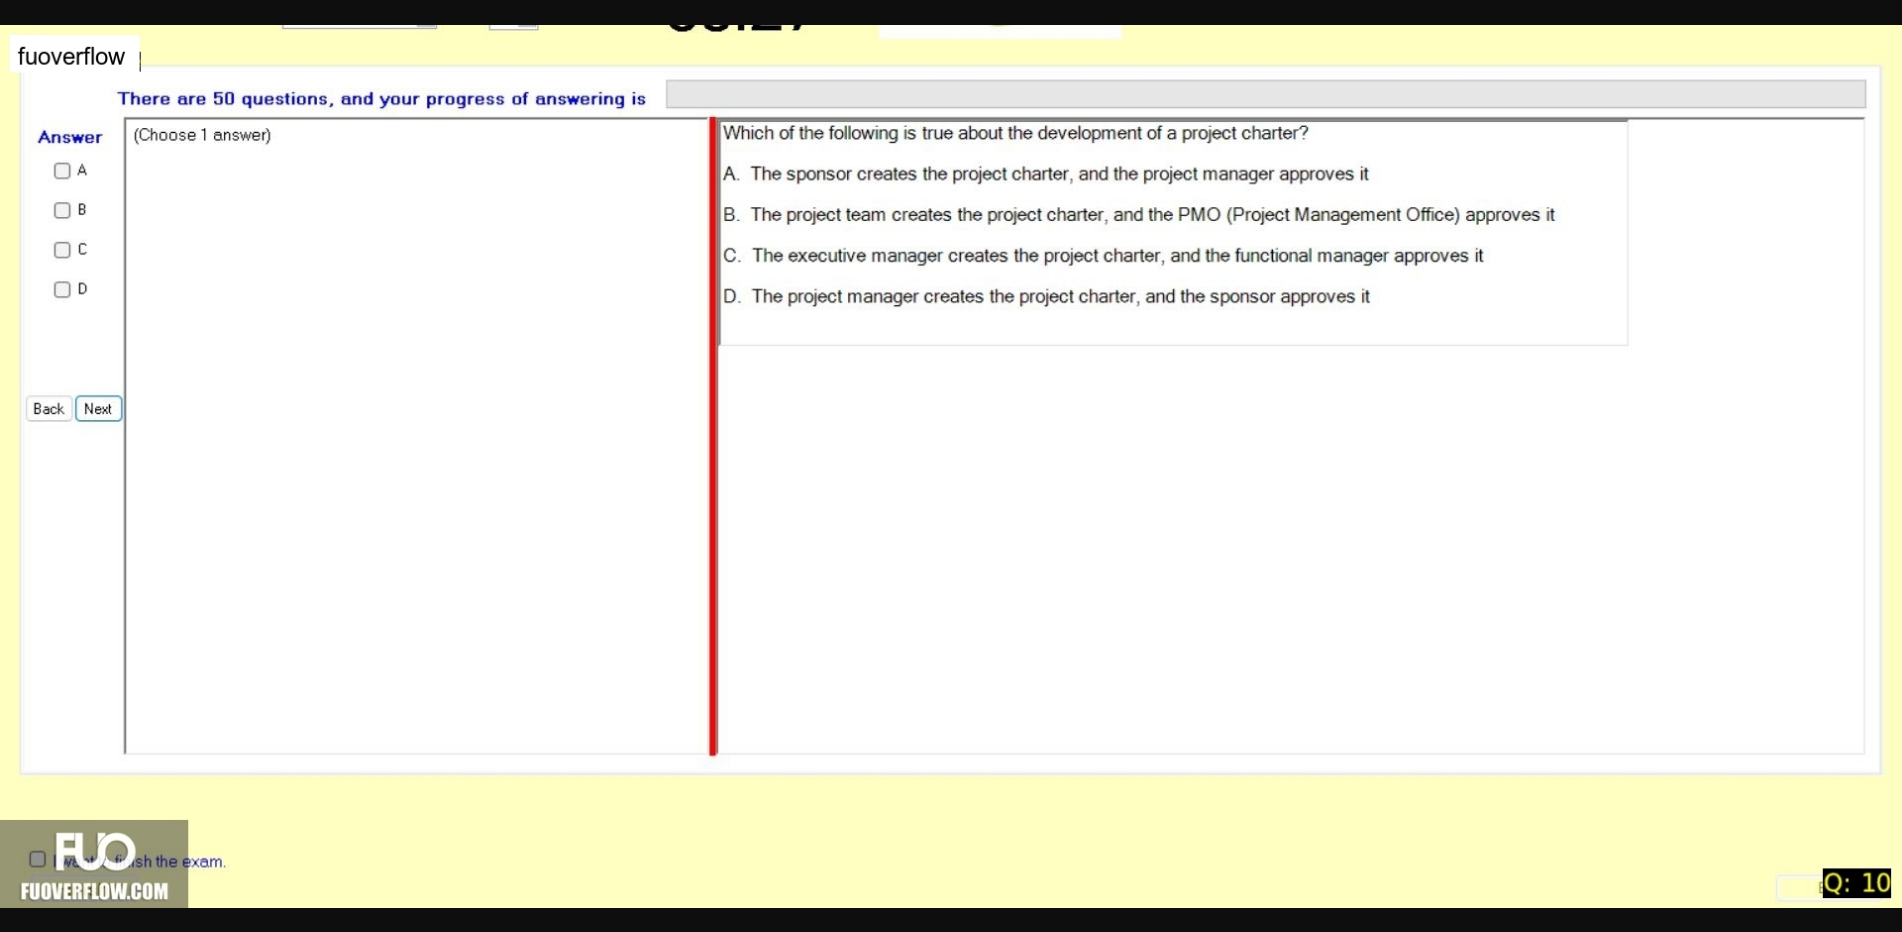 fuoverflow
There are 50 questions, and your progress of answering is
Answer
(Choose 1 answer)
A
B
C
D
Back Next
Which of the following is true about the development of a project charter?
A. The sponsor creates the project charter, and the project manager approves it
B. The project team creates the project charter, and the PMO (Project Management Office) approves it
C. The executive manager creates the project charter, and the functional manager approves it
D. The project manager creates the project charter, and the sponsor approves it
FUO
I want to finish the exam.
FUOVERFLOW.COM
Q: 10